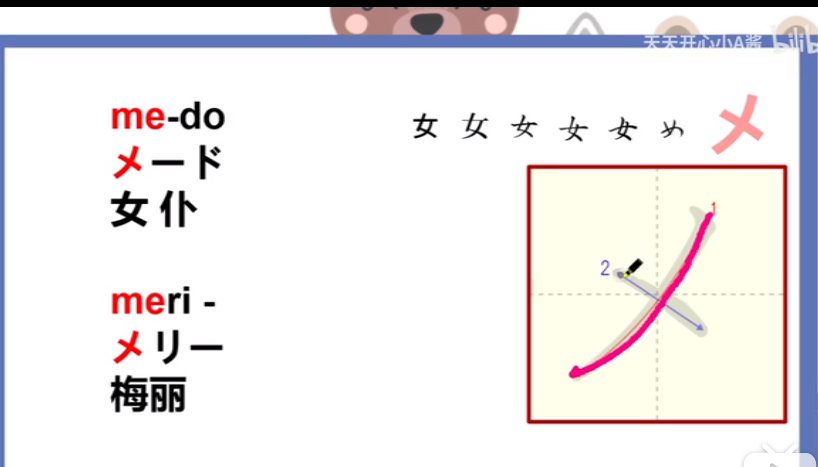 天天开心小A酱 bilib
me-do
メード
女仆
女 女 女 女 女 め メ
1
2
meri -
メリー
梅丽